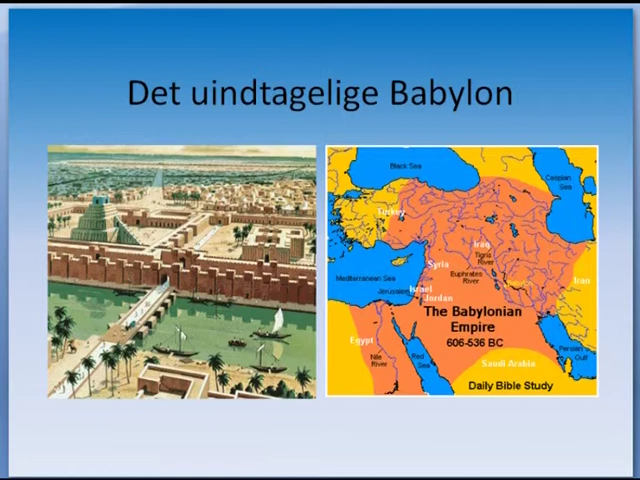 Det uindtagelige Babylon
Black Sea
Caspian
Sea
Turkey
Iraq
Tigris
River
Syria
Iran
Mediterranean Sea
Euphrates
River
Jerusalem
Israel
Jordan
The Babylonian
Empire
606-536 BC
Egypt
Nile
River
Red
Sea
Persian
Gulf
Saudi Arabia
Daily Bible Study